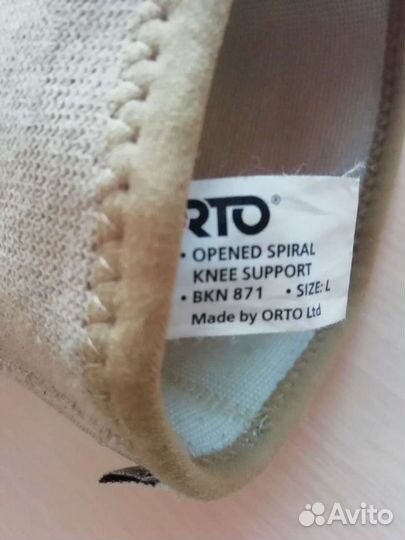 RTO®
• OPENED SPIRAL
KNEE SUPPORT
• BKN 871 • SIZE: L
Made by ORTO Ltd
Avito